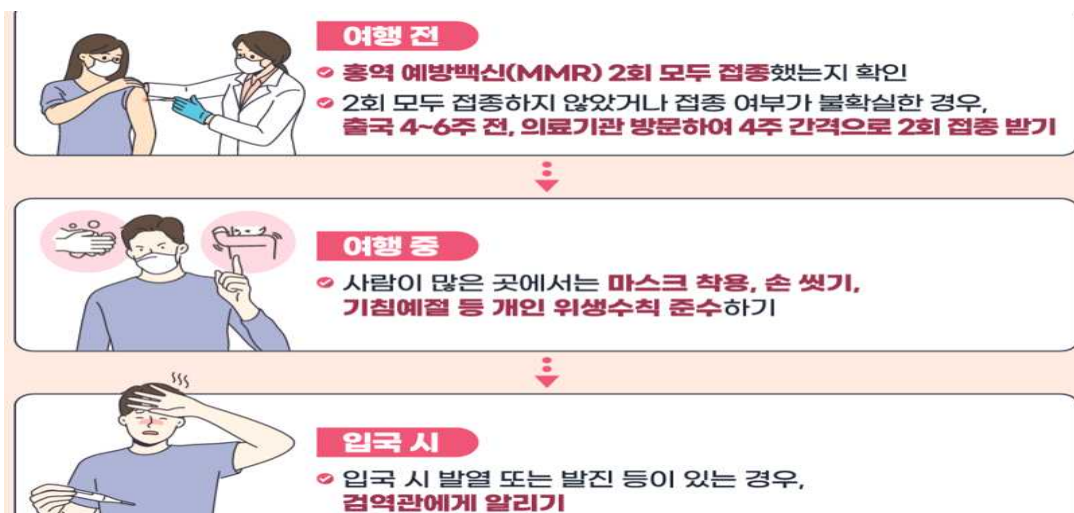 여행 전
홍역 예방백신(MMR) 2회 모두 접종했는지 확인
2회 모두 접종하지 않았거나 접종 여부가 불확실한 경우,
출국 4~6주 전, 의료기관 방문하여 4주 간격으로 2회 접종 받기
여행 중
사람이 많은 곳에서는 마스크 착용, 손 씻기,
기침예절 등 개인 위생수칙 준수하기
입국 시
입국 시 발열 또는 발진 등이 있는 경우,
검역관에게 알리기